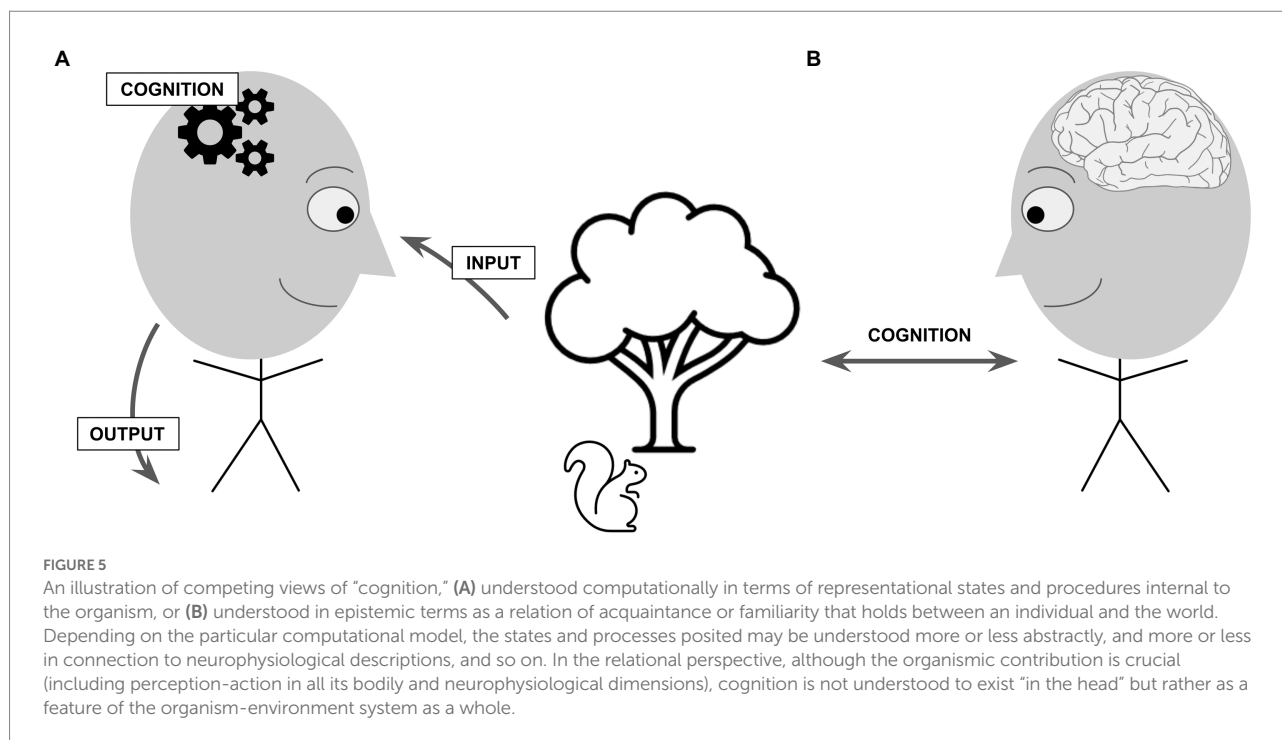 A
B
COGNITION
INPUT
COGNITION
OUTPUT
FIGURE 5
An illustration of competing views of “cognition,” (A) understood computationally in terms of representational states and procedures internal to
the organism, or (B) understood in epistemic terms as a relation of acquaintance or familiarity that holds between an individual and the world.
Depending on the particular computational model, the states and processes posited may be understood more or less abstractly, and more or less
in connection to neurophysiological descriptions, and so on. In the relational perspective, although the organismic contribution is crucial
(including perception-action in all its bodily and neurophysiological dimensions), cognition is not understood to exist “in the head” but rather as a
feature of the organism-environment system as a whole.